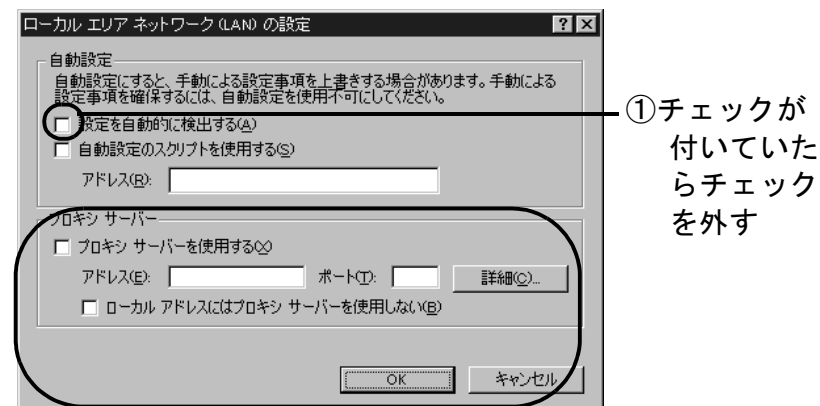 ローカル エリア ネットワーク (LAN) の設定
自動設定
自動設定にすると、手動による設定事項を上書きする場合があります。手動による
設定事項を確保するには、自動設定を使用不可にしてください。
設定を自動的に検出する(A)
自動設定のスクリプトを使用する(S)
アドレス(R):
プロキシ サーバー
プロキシ サーバーを使用する(X)
アドレス(E): ポート(T): 詳細(C)...
ローカル アドレスにはプロキシ サーバーを使用しない(B)
OK キャンセル
①チェックが
付いていた
らチェック
を外す